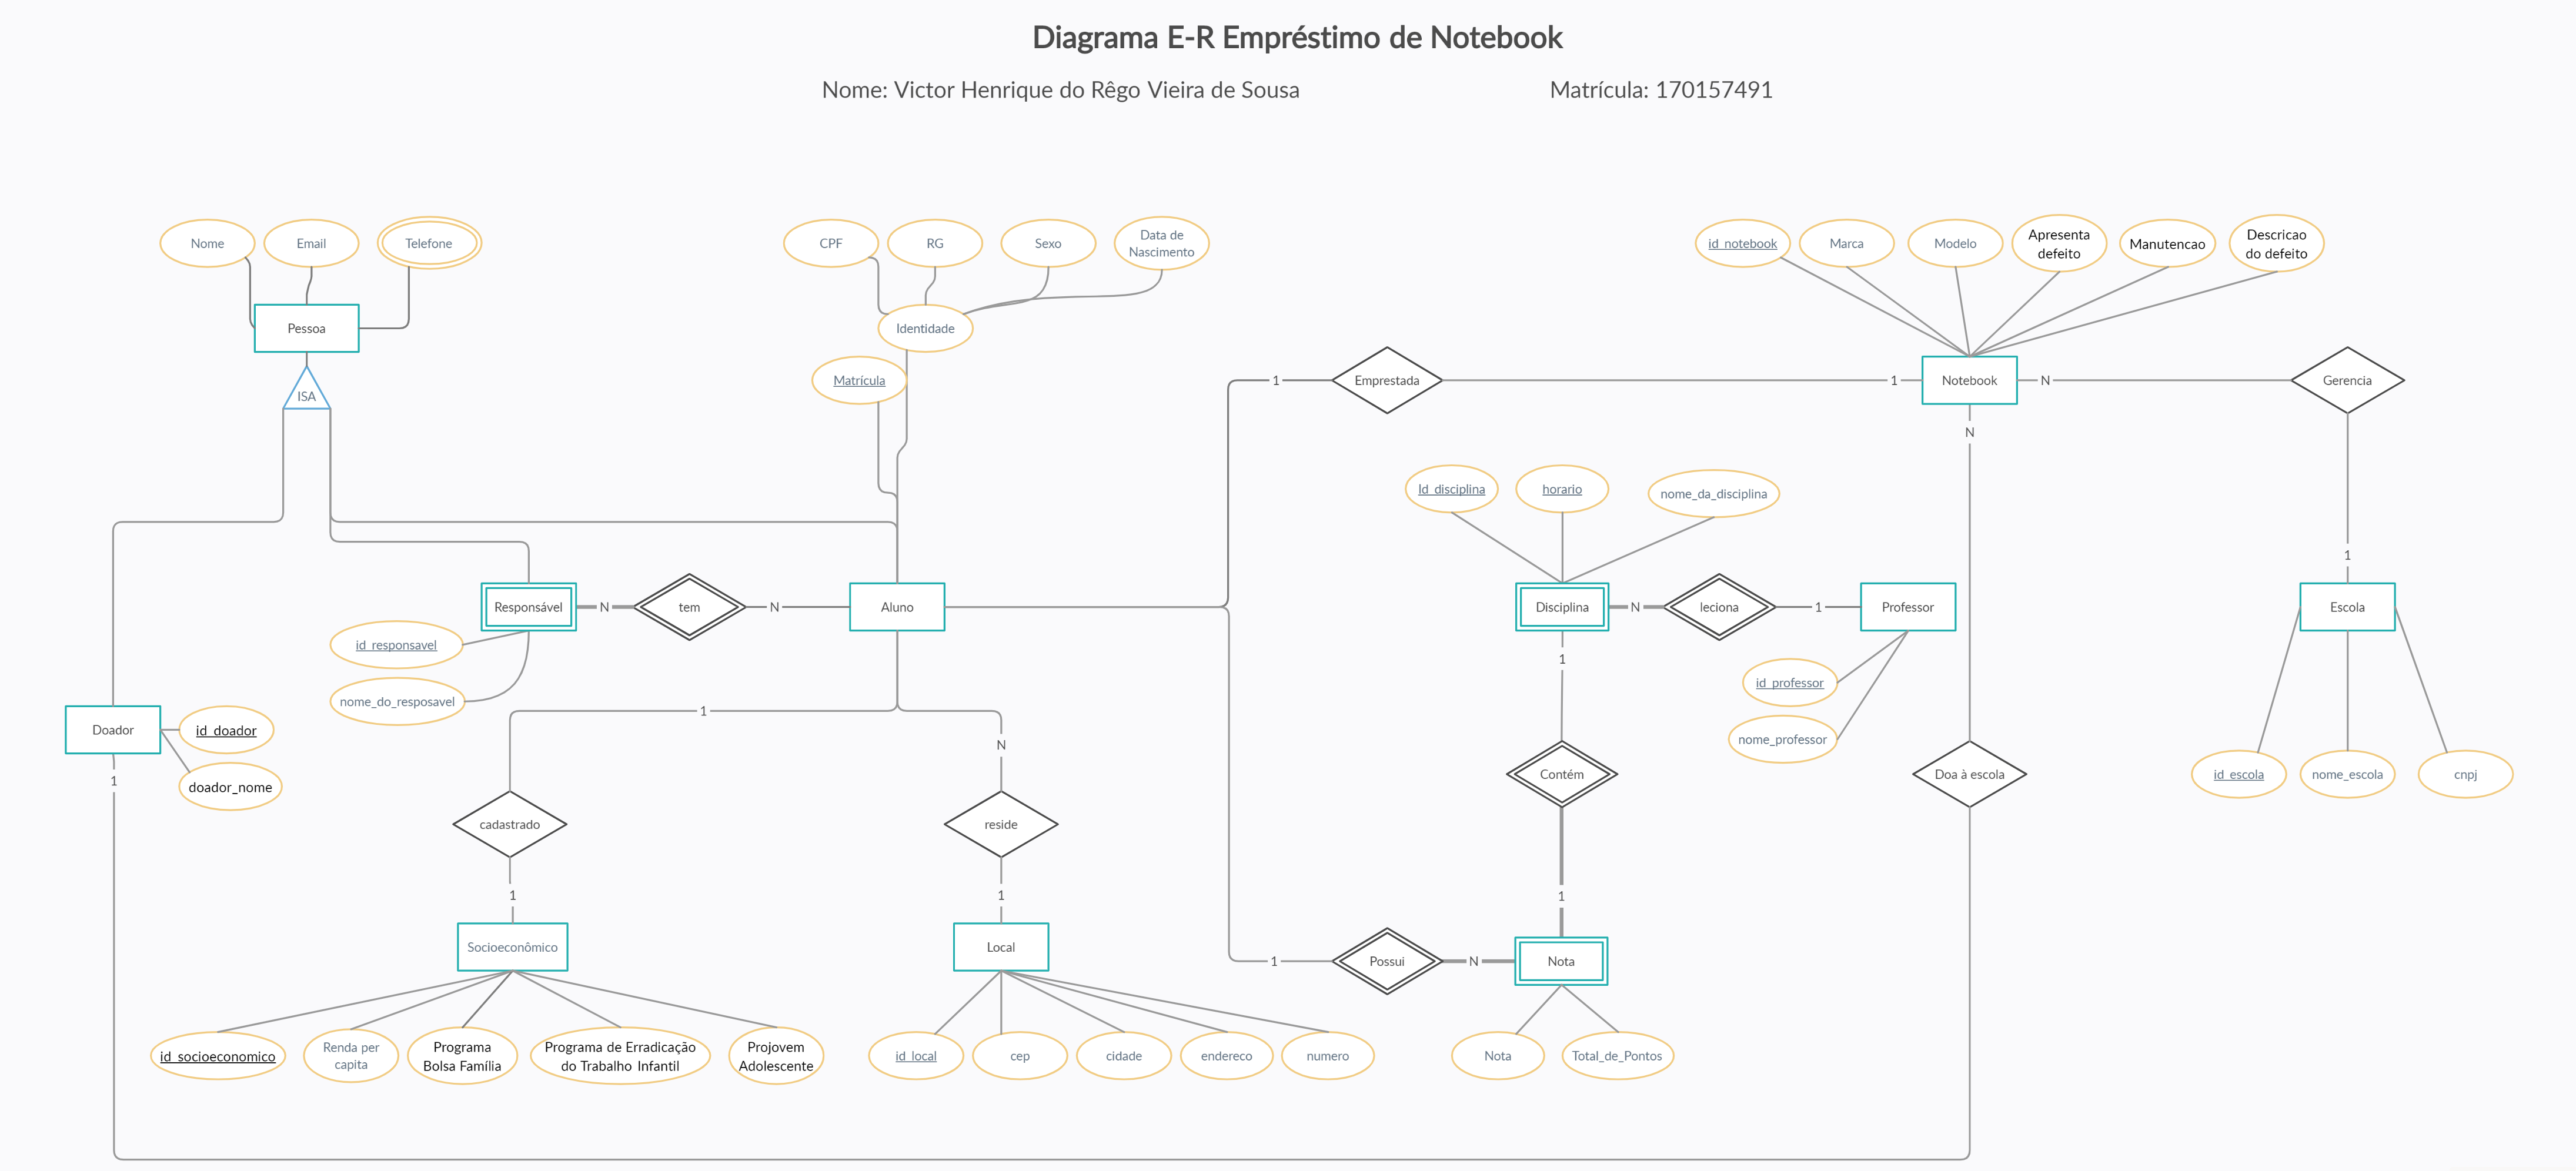 Diagrama E-R Empréstimo de Notebook
Nome: Victor Henrique do Rêgo Vieira de Sousa
Matrícula: 170157491
Nome
Email
Telefone
CPF
RG
Sexo
Data de
Nascimento
id_notebook
Marca
Modelo
Apresenta
defeito
Manutencao
Descricao
do defeito
Pessoa
Identidade
ISA
Matrícula
1
Emprestada
1
Notebook
N
Gerencia
N
Id_disciplina
horario
nome_da_disciplina
1
Responsável
N
tem
N
Aluno
Disciplina
N
leciona
1
Professor
Escola
id_responsavel
nome_do_resposavel
1
id_professor
nome_professor
Doador
id_doador
doador_nome
1
1
N
Contém
Doa à escola
id_escola
nome_escola
cnpj
cadastrado
reside
1
1
1
Socioeconômico
Local
1
Possui
N
Nota
id_socioeconomico
Renda per
capita
Programa
Bolsa Família
Programa de Erradicação
do Trabalho Infantil
Projovem
Adolescente
id_local
cep
cidade
endereco
numero
Nota
Total_de_Pontos